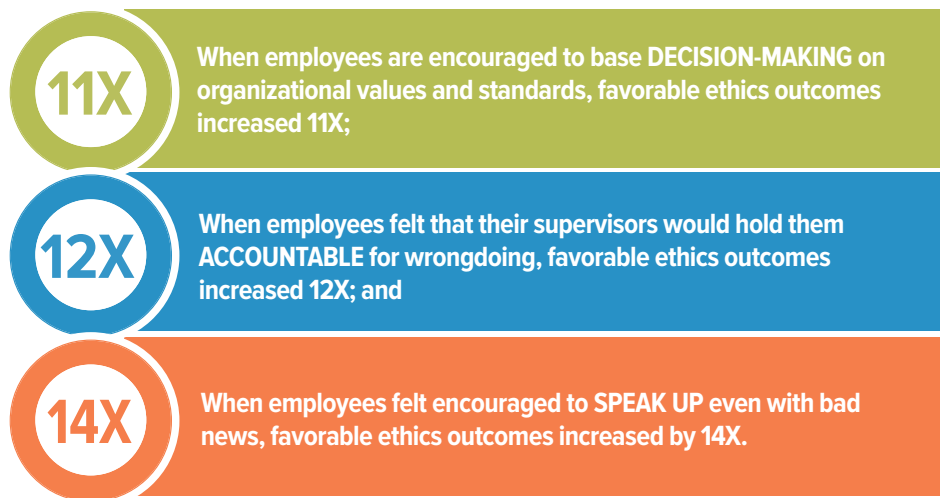 11X
When employees are encouraged to base DECISION-MAKING on
organizational values and standards, favorable ethics outcomes
increased 11X;
12X
When employees felt that their supervisors would hold them
ACCOUNTABLE for wrongdoing, favorable ethics outcomes
increased 12X; and
14X
When employees felt encouraged to SPEAK UP even with bad
news, favorable ethics outcomes increased by 14X.